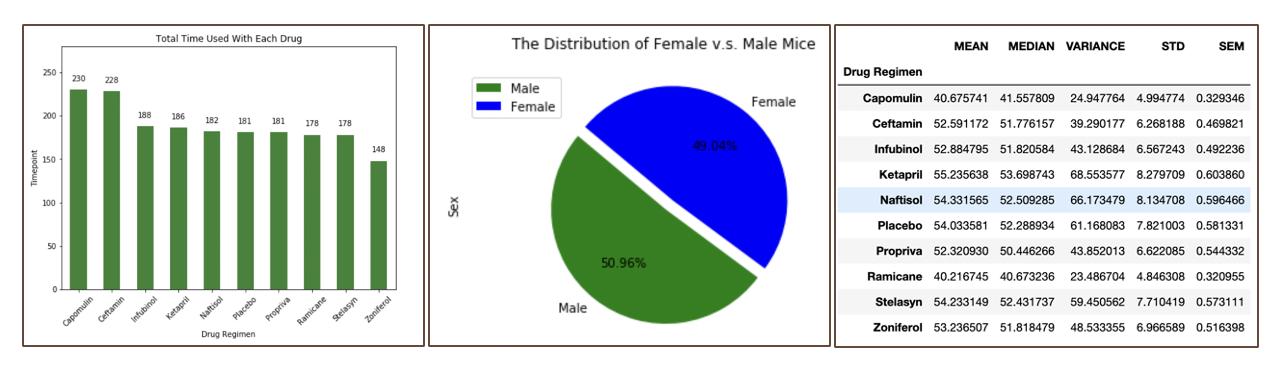 Total Time Used With Each Drug
250
200
150
100
50
0
Timepoint
230
228
188
186
182
181
181
178
178
148
Capomulin
Ceftamin
Infubinol
Ketapril
Naftisol
Placebo
Propriva
Ramicane
Stelasyn
Zoniferol
Drug Regimen
The Distribution of Female v.s. Male Mice
Male
Female
Female
49.04%
Sex
50.96%
Male
MEAN MEDIAN VARIANCE STD SEM
Drug Regimen
Capomulin 40.675741 41.557809 24.947764 4.994774 0.329346
Ceftamin 52.591172 51.776157 39.290177 6.268188 0.469821
Infubinol 52.884795 51.820584 43.128684 6.567243 0.492236
Ketapril 55.235638 53.698743 68.553577 8.279709 0.603860
Naftisol 54.331565 52.509285 66.173479 8.134708 0.596466
Placebo 54.033581 52.288934 61.168083 7.821003 0.581331
Propriva 52.320930 50.446266 43.852013 6.622085 0.544332
Ramicane 40.216745 40.673236 23.486704 4.846308 0.320955
Stelasyn 54.233149 52.431737 59.450562 7.710419 0.573111
Zoniferol 53.236507 51.818479 48.533355 6.966589 0.516398